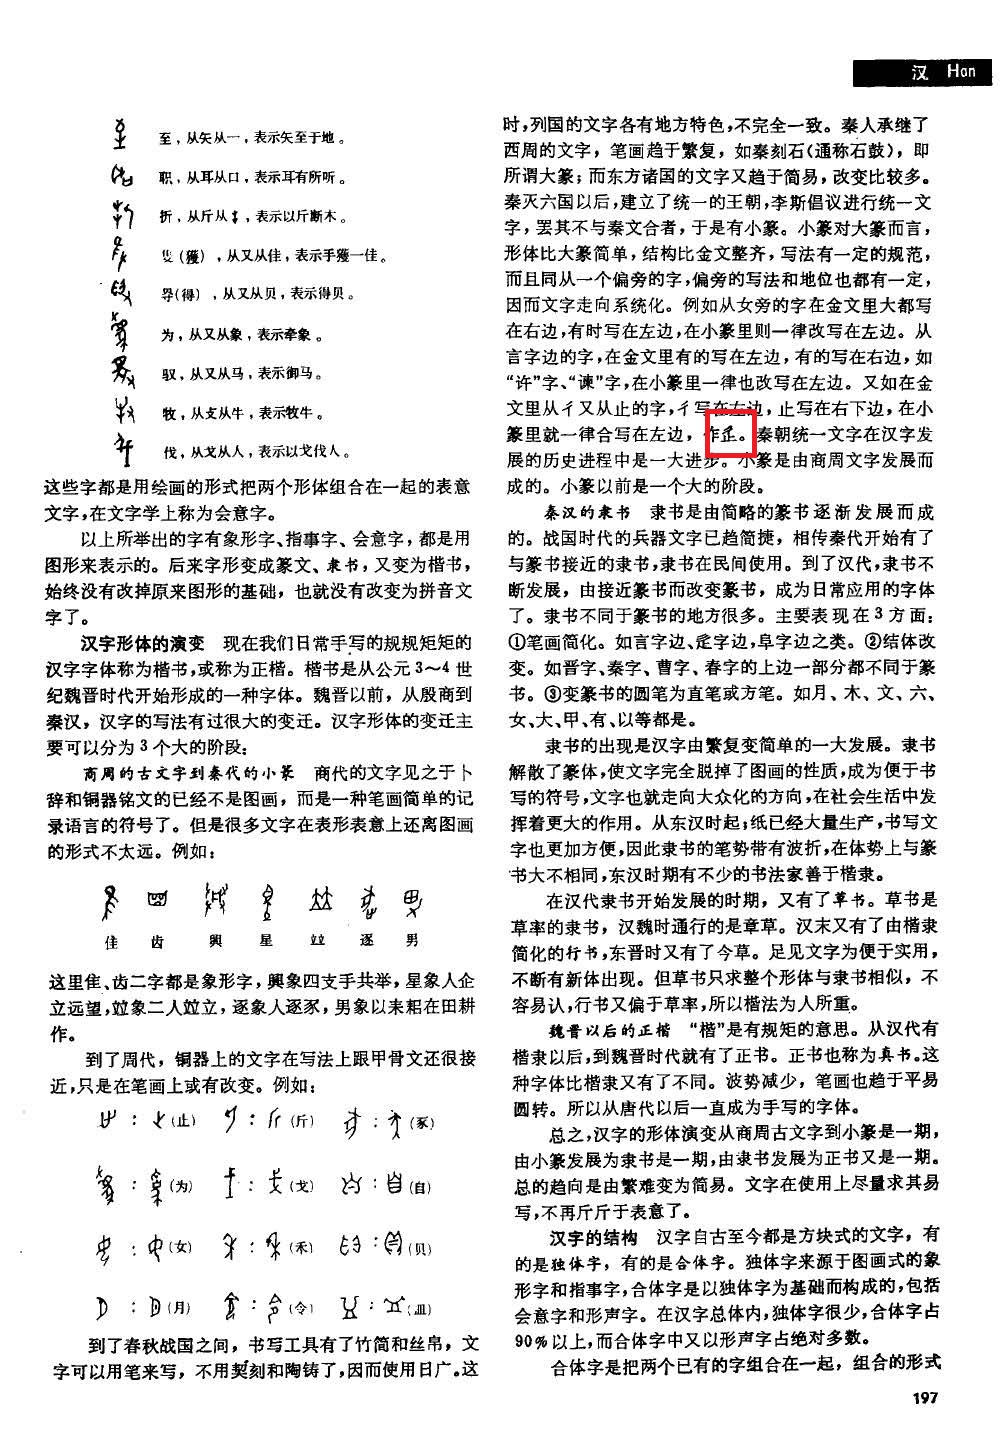 汉 Han
至，从矢从一，表示矢至于地。
职，从耳从口，表示耳有所听。
折，从斤从，表示以斤断木。
隻(獲)，从又从隹，表示手獲一隹。
导(得)，从又从贝，表示得贝。
为，从又从象，表示牵象。
驭，从又从马，表示御马。
牧，从攴从牛，表示牧牛。
伐，从戈从人，表示以戈伐人。
这些字都是用绘画的形式把两个形体组合在一起的表意
文字，在文字学上称为会意字。
以上所举出的字有象形字、指事字、会意字，都是用
图形来表示的。后来字形变成篆文、隶书，又变为楷书，
始终没有改掉原来图形的基础，也就没有改变为拼音文
字了。
汉字形体的演变 现在我们日常手写的规规矩矩的
汉字字体称为楷书，或称为正楷。楷书是从公元3～4世
纪魏晋时代开始形成的一种字体。魏晋以前，从殷商到
秦汉，汉字的写法有过很大的变迁。汉字形体的变迁主
要可以分为3个大的阶段：
商周的古文字到秦代的小篆 商代的文字见之于卜
辞和铜器铭文的已经不是图画，而是一种笔画简单的记
录语言的符号了。但是很多文字在表形表意上还离图画
的形式不太远。例如：
隹 齿 興 星 竝 逐 男
这里隹、齿二字都是象形字，興象四支手共举，星象人企
立远望，竝象二人竝立，逐象人逐豕，男象以耒耜在田耕
作。
到了周代，铜器上的文字在写法上跟甲骨文还很接
近，只是在笔画上或有改变。例如：
：(止) ：(斤) ：(豕)
：(为) ：(戈) ：(自)
：(女) ：(禾) ：(贝)
：(月) ：(令) ：(皿)
到了春秋战国之间，书写工具有了竹简和丝帛，文
字可以用笔来写，不用契刻和陶铸了，因而使用日广。这
时，列国的文字各有地方特色，不完全一致。秦人承继了
西周的文字，笔画趋于繁复，如秦刻石(通称石鼓)，即
所谓大篆；而东方诸国的文字又趋于简易，改变比较多。
秦灭六国以后，建立了统一的王朝，李斯倡议进行统一文
字，罢其不与秦文合者，于是有小篆。小篆对大篆而言，
形体比大篆简单，结构比金文整齐，写法有一定的规范，
而且同从一个偏旁的字，偏旁的写法和地位也都有一定，
因而文字走向系统化。例如从女旁的字在金文里大都写
在右边，有时写在左边，在小篆里则一律改写在左边。从
言字边的字，在金文里有的写在左边，有的写在右边，如
“许”字、“谏”字，在小篆里一律也改写在左边。又如在金
文里从彳又从止的字，彳写在左边，止写在右下边，在小
篆里就一律合写在左边，作辵。秦朝统一文字在汉字发
展的历史进程中是一大进步。小篆是由商周文字发展而
成的。小篆以前是一个大的阶段。
秦汉的隶书 隶书是由简略的篆书逐渐发展而成
的。战国时代的兵器文字已趋简捷，相传秦代开始有了
与篆书接近的隶书，隶书在民间使用。到了汉代，隶书不
断发展，由接近篆书而改变篆书，成为日常应用的字体
了。隶书不同于篆书的地方很多。主要表现在3方面：
①笔画简化。如言字边、辵字边，阜字边之类。②结体改
变。如晋字、秦字、曹字、春字的上边一部分都不同于篆
书。③变篆书的圆笔为直笔或方笔。如月、木、文、六、
女、大、甲、有、以等都是。
隶书的出现是汉字由繁复变简单的一大发展。隶书
解散了篆体，使文字完全脱掉了图画的性质，成为便于书
写的符号，文字也就走向大众化的方向，在社会生活中发
挥着更大的作用。从东汉时起；纸已经大量生产，书写文
字也更加方便，因此隶书的笔势带有波折，在体势上与篆
书大不相同，东汉时期有不少的书法家善于楷隶。
在汉代隶书开始发展的时期，又有了草书。草书是
草率的隶书，汉魏时通行的是章草。汉末又有了由楷隶
简化的行书，东晋时又有了今草。足见文字为便于实用，
不断有新体出现。但草书只求整个形体与隶书相似，不
容易认，行书又偏于草率，所以楷法为人所重。
魏晋以后的正楷 “楷”是有规矩的意思。从汉代有
楷隶以后，到魏晋时代就有了正书。正书也称为真书。这
种字体比楷隶又有了不同。波势减少，笔画也趋于平易
圆转。所以从唐代以后一直成为手写的字体。
总之，汉字的形体演变从商周古文字到小篆是一期，
由小篆发展为隶书是一期，由隶书发展为正书又是一期。
总的趋向是由繁难变为简易。文字在使用上尽量求其易
写，不再斤斤于表意了。
汉字的结构 汉字自古至今都是方块式的文字，有
的是独体字，有的是合体字。独体字来源于图画式的象
形字和指事字，合体字是以独体字为基础而构成的，包括
会意字和形声字。在汉字总体内，独体字很少，合体字占
90%以上，而合体字中又以形声字占绝对多数。
合体字是把两个已有的字组合在一起，组合的形式
197